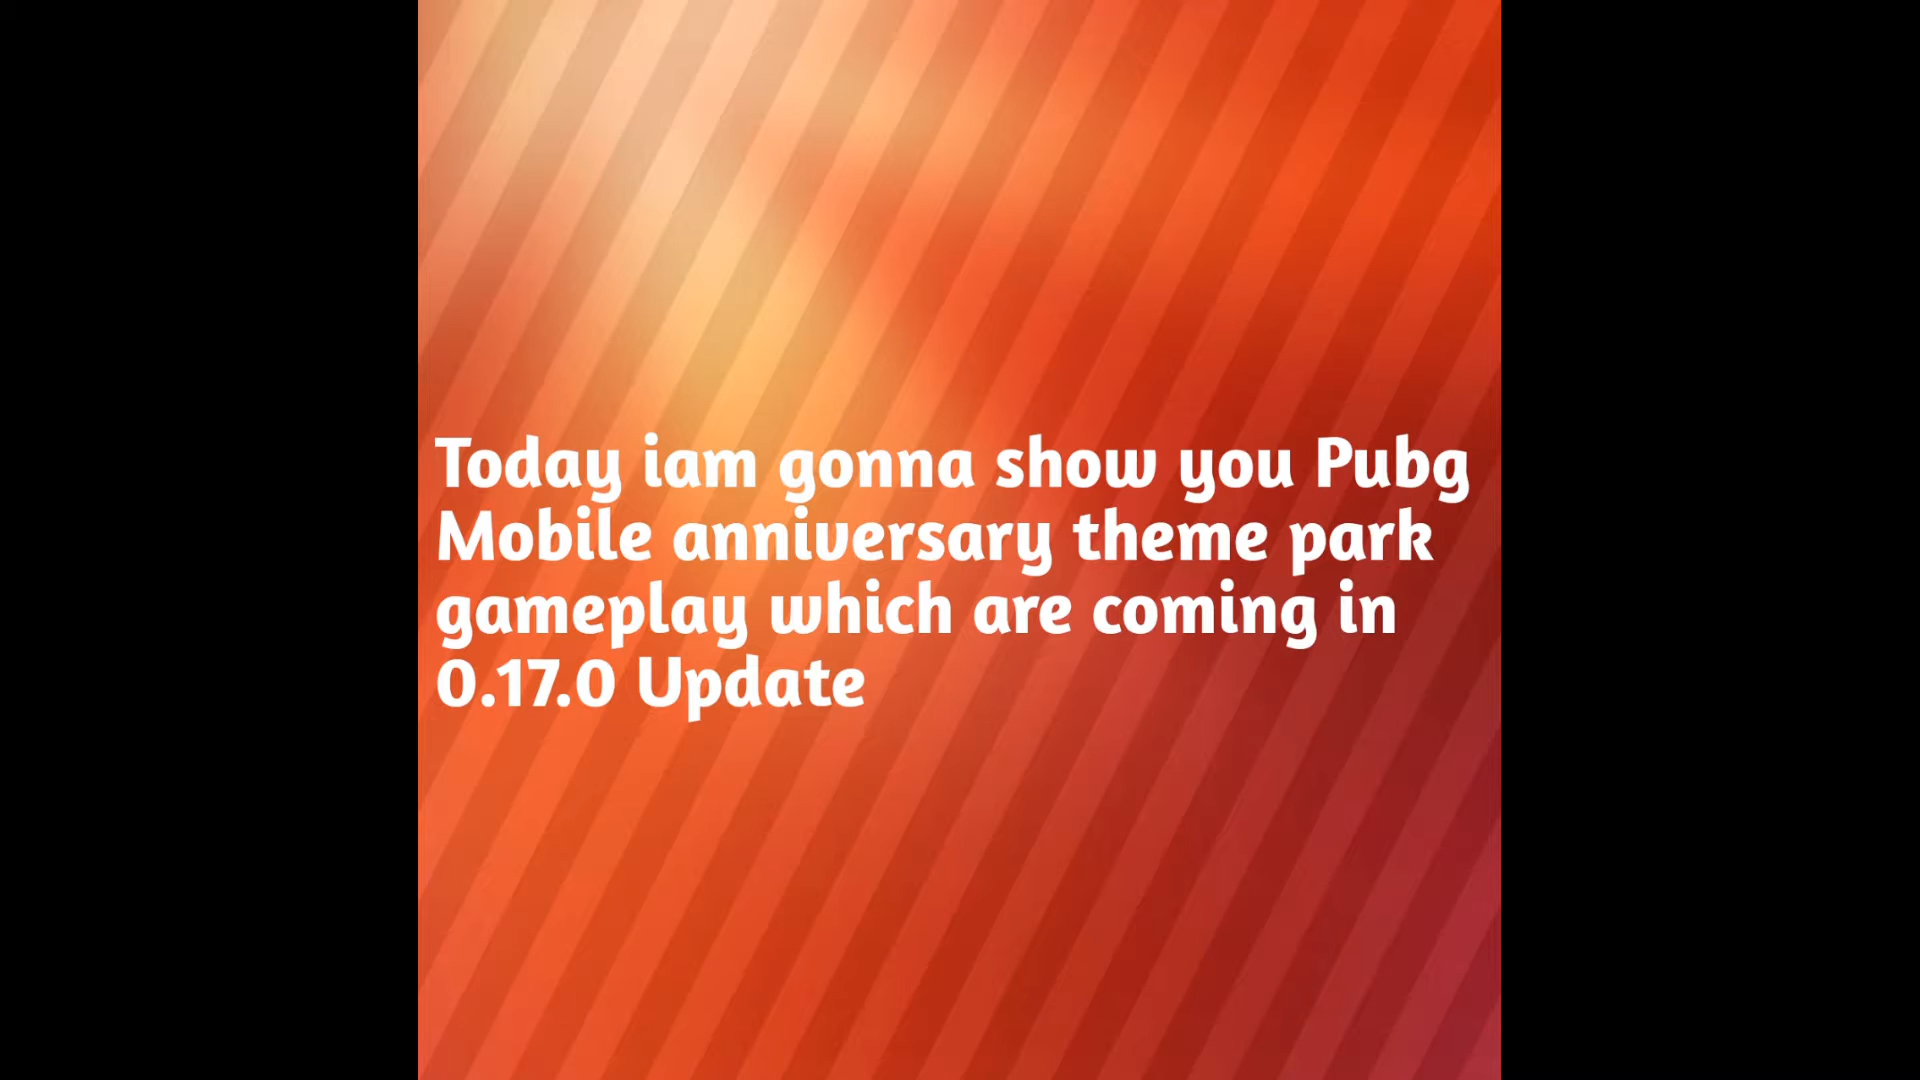 Today iam gonna show you Pubg
Mobile anniversary theme park
gameplay which are coming in
0.17.0 Update